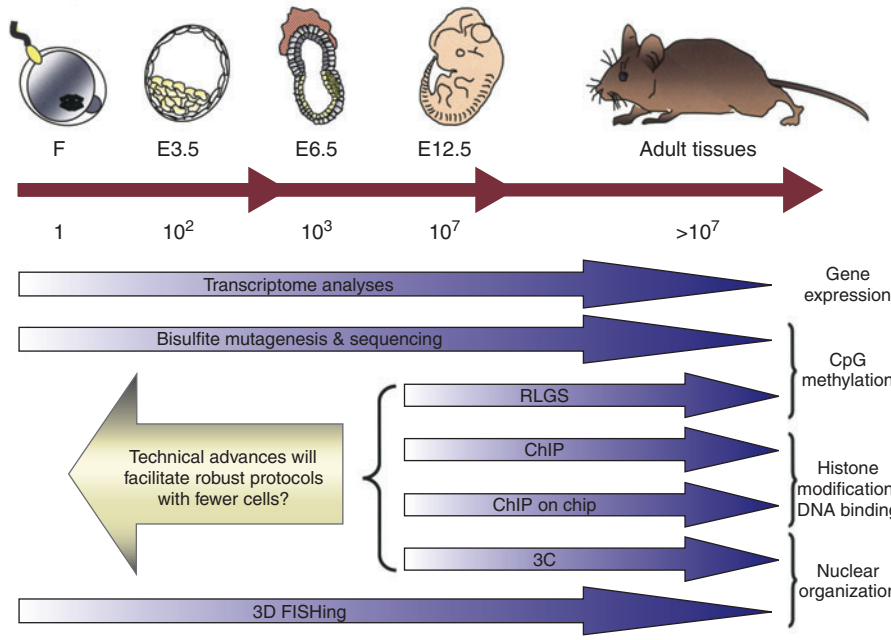 F
E3.5
E6.5
E12.5
Adult tissues
1
10²
10³
10⁷
>10⁷
Transcriptome analyses
Gene
expression
Bisulfite mutagenesis & sequencing
CpG
methylation
RLGS
Technical advances will
facilitate robust protocols
with fewer cells?
ChIP
ChIP on chip
Histone
modification
DNA binding
3C
Nuclear
organization
3D FISHing